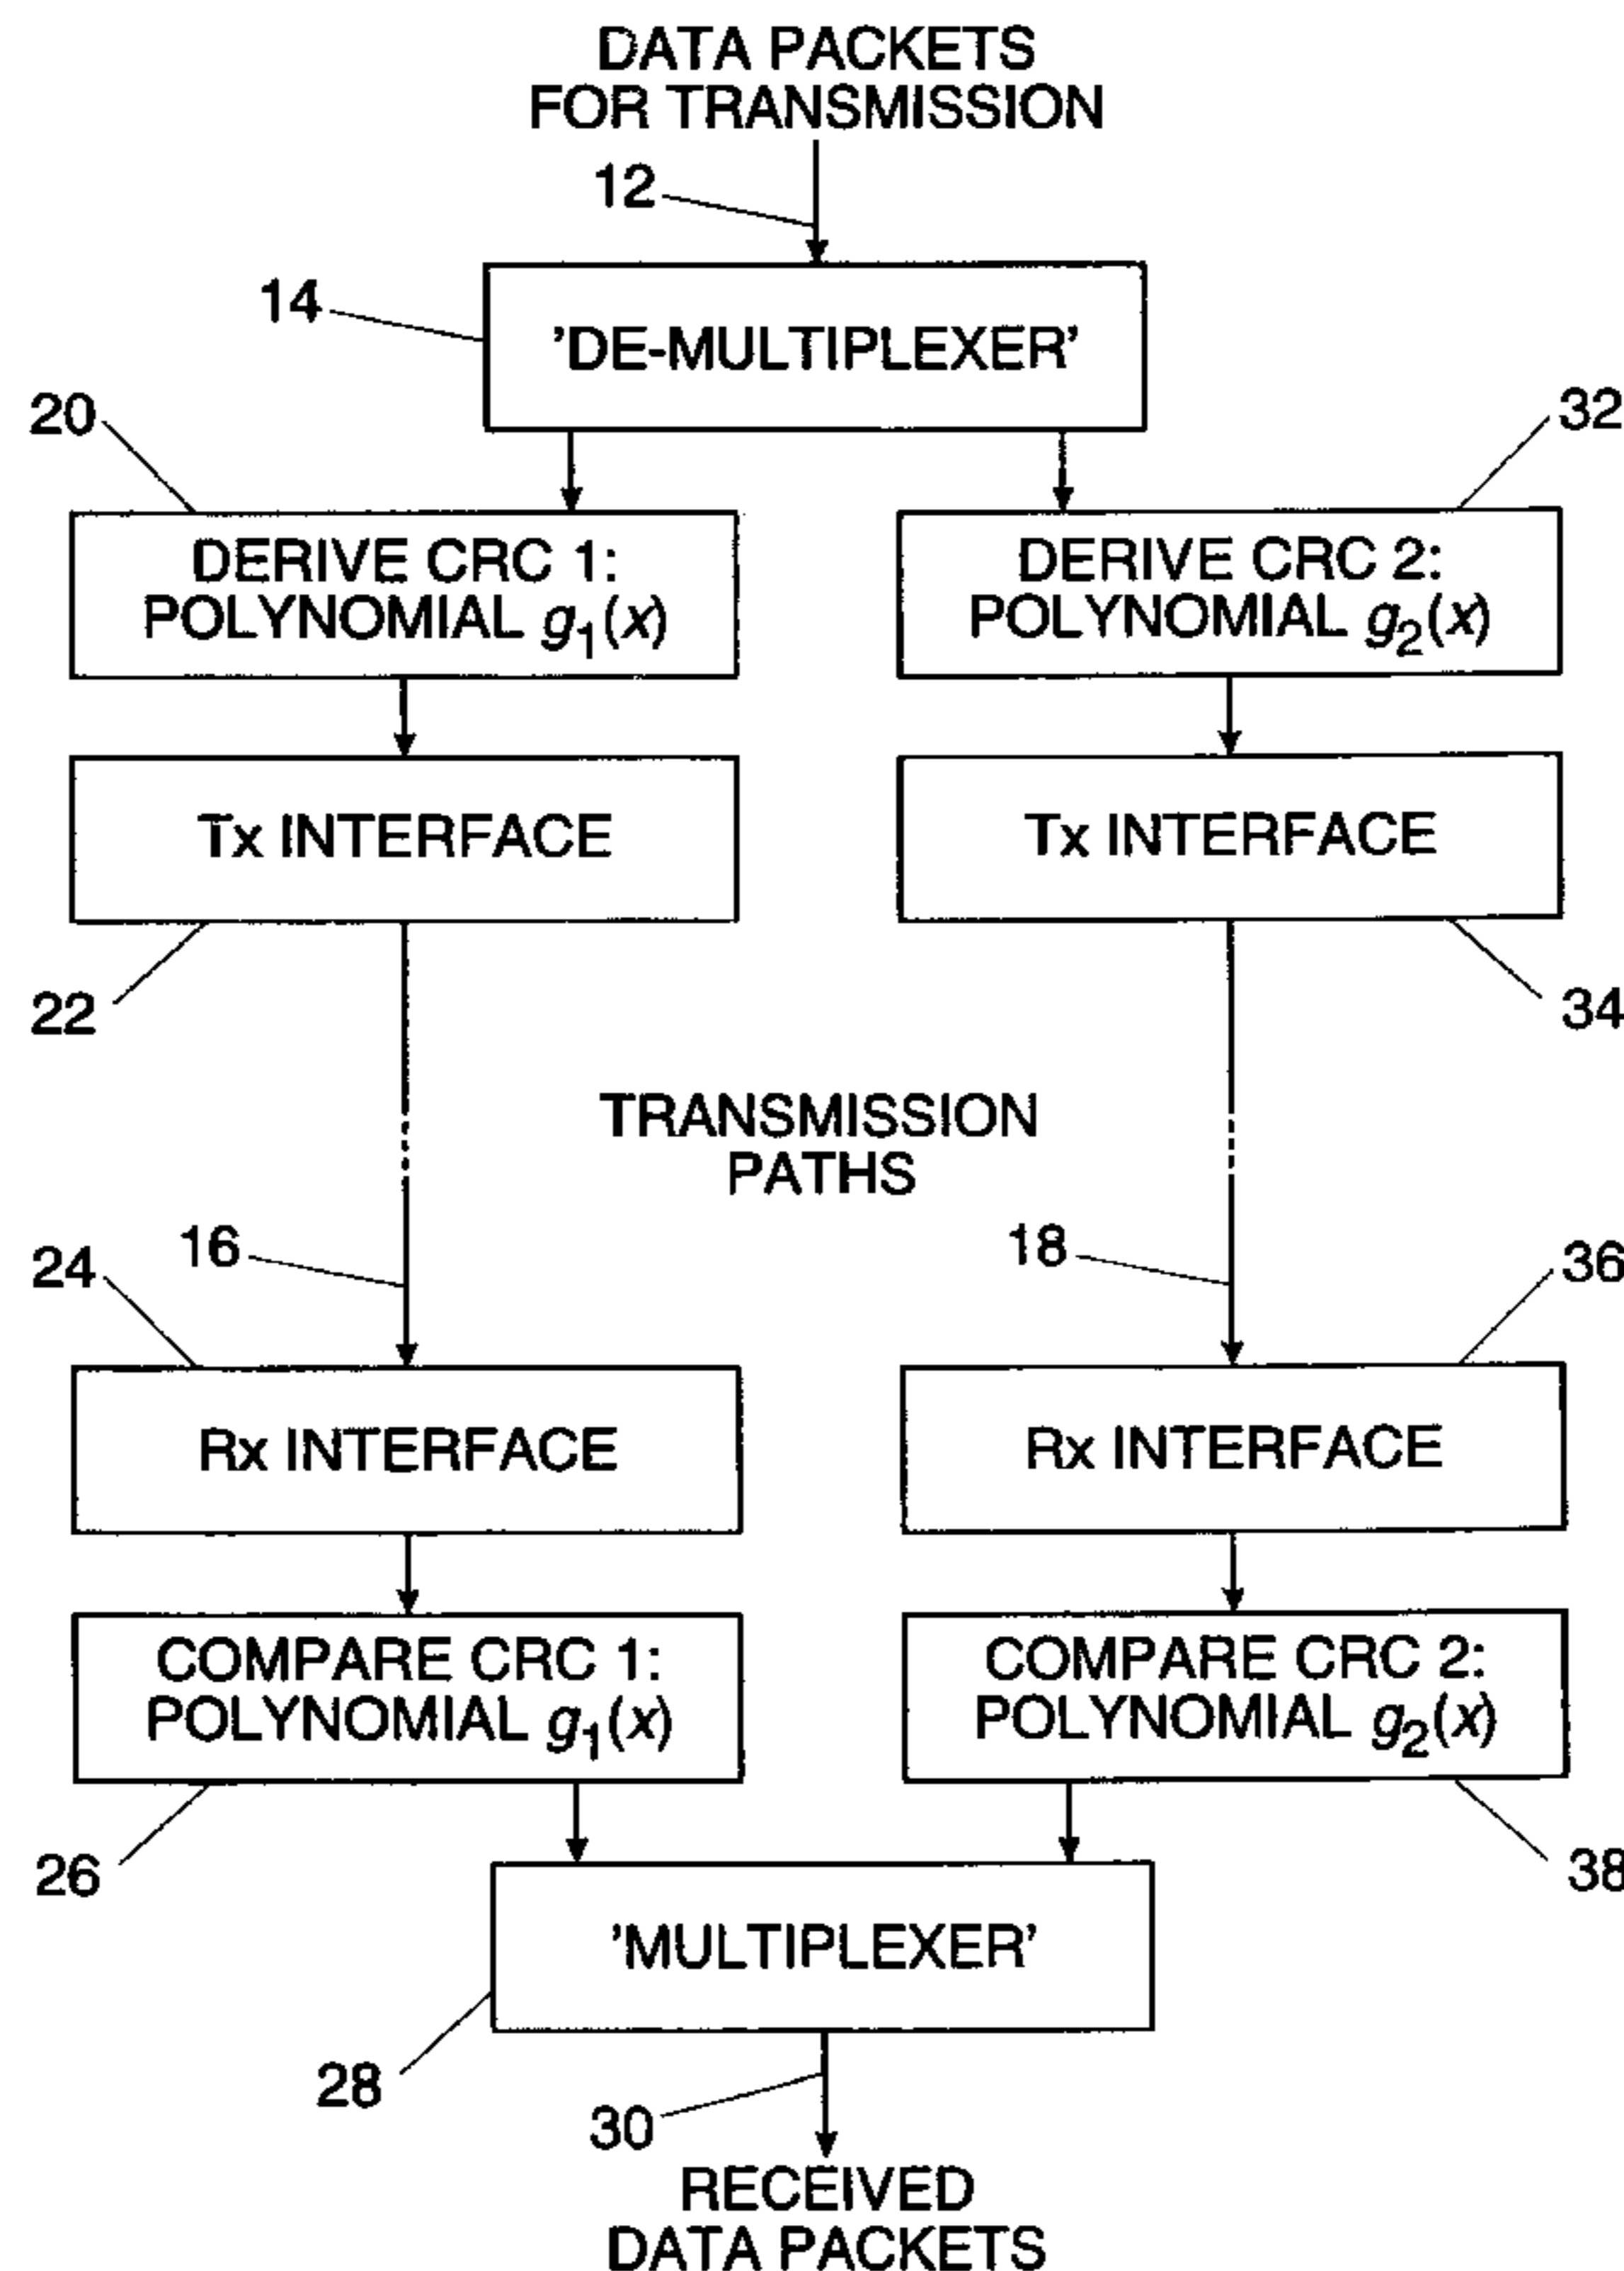 DATA PACKETS
FOR TRANSMISSION
12
14
'DE-MULTIPLEXER'
20
32
DERIVE CRC 1:
POLYNOMIAL g1(x)
DERIVE CRC 2:
POLYNOMIAL g2(x)
Tx INTERFACE
Tx INTERFACE
22
34
TRANSMISSION
PATHS
16
18
24
36
Rx INTERFACE
Rx INTERFACE
COMPARE CRC 1:
POLYNOMIAL g1(x)
COMPARE CRC 2:
POLYNOMIAL g2(x)
26
38
'MULTIPLEXER'
28
30
RECEIVED
DATA PACKETS